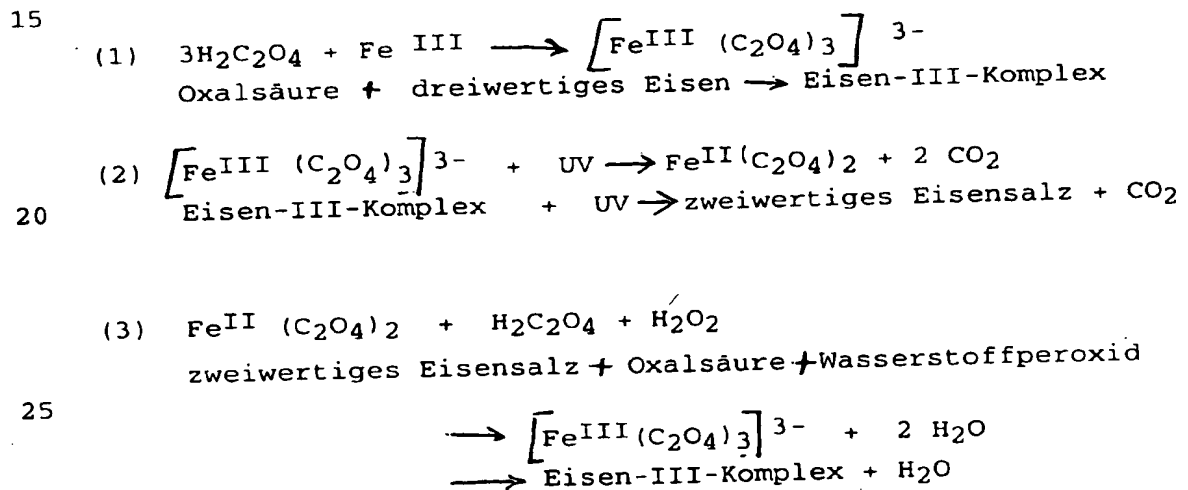 15
(1) 3H₂C₂O₄ + Fe III ⟶ [Feᴵᴵᴵ (C₂O₄)₃] ³⁻
Oxalsäure + dreiwertiges Eisen → Eisen-III-Komplex
(2) [Feᴵᴵᴵ (C₂O₄)₃]³⁻ + UV ⟶ Feᴵᴵ(C₂O₄)₂ + 2 CO₂
20 Eisen-III-Komplex + UV → zweiwertiges Eisensalz + CO₂
(3) Feᴵᴵ (C₂O₄)₂ + H₂C₂O₄ + H₂O₂
zweiwertiges Eisensalz + Oxalsäure + Wasserstoffperoxid
25
⟶ [Feᴵᴵᴵ(C₂O₄)₃]³⁻ + 2 H₂O
⟶ Eisen-III-Komplex + H₂O